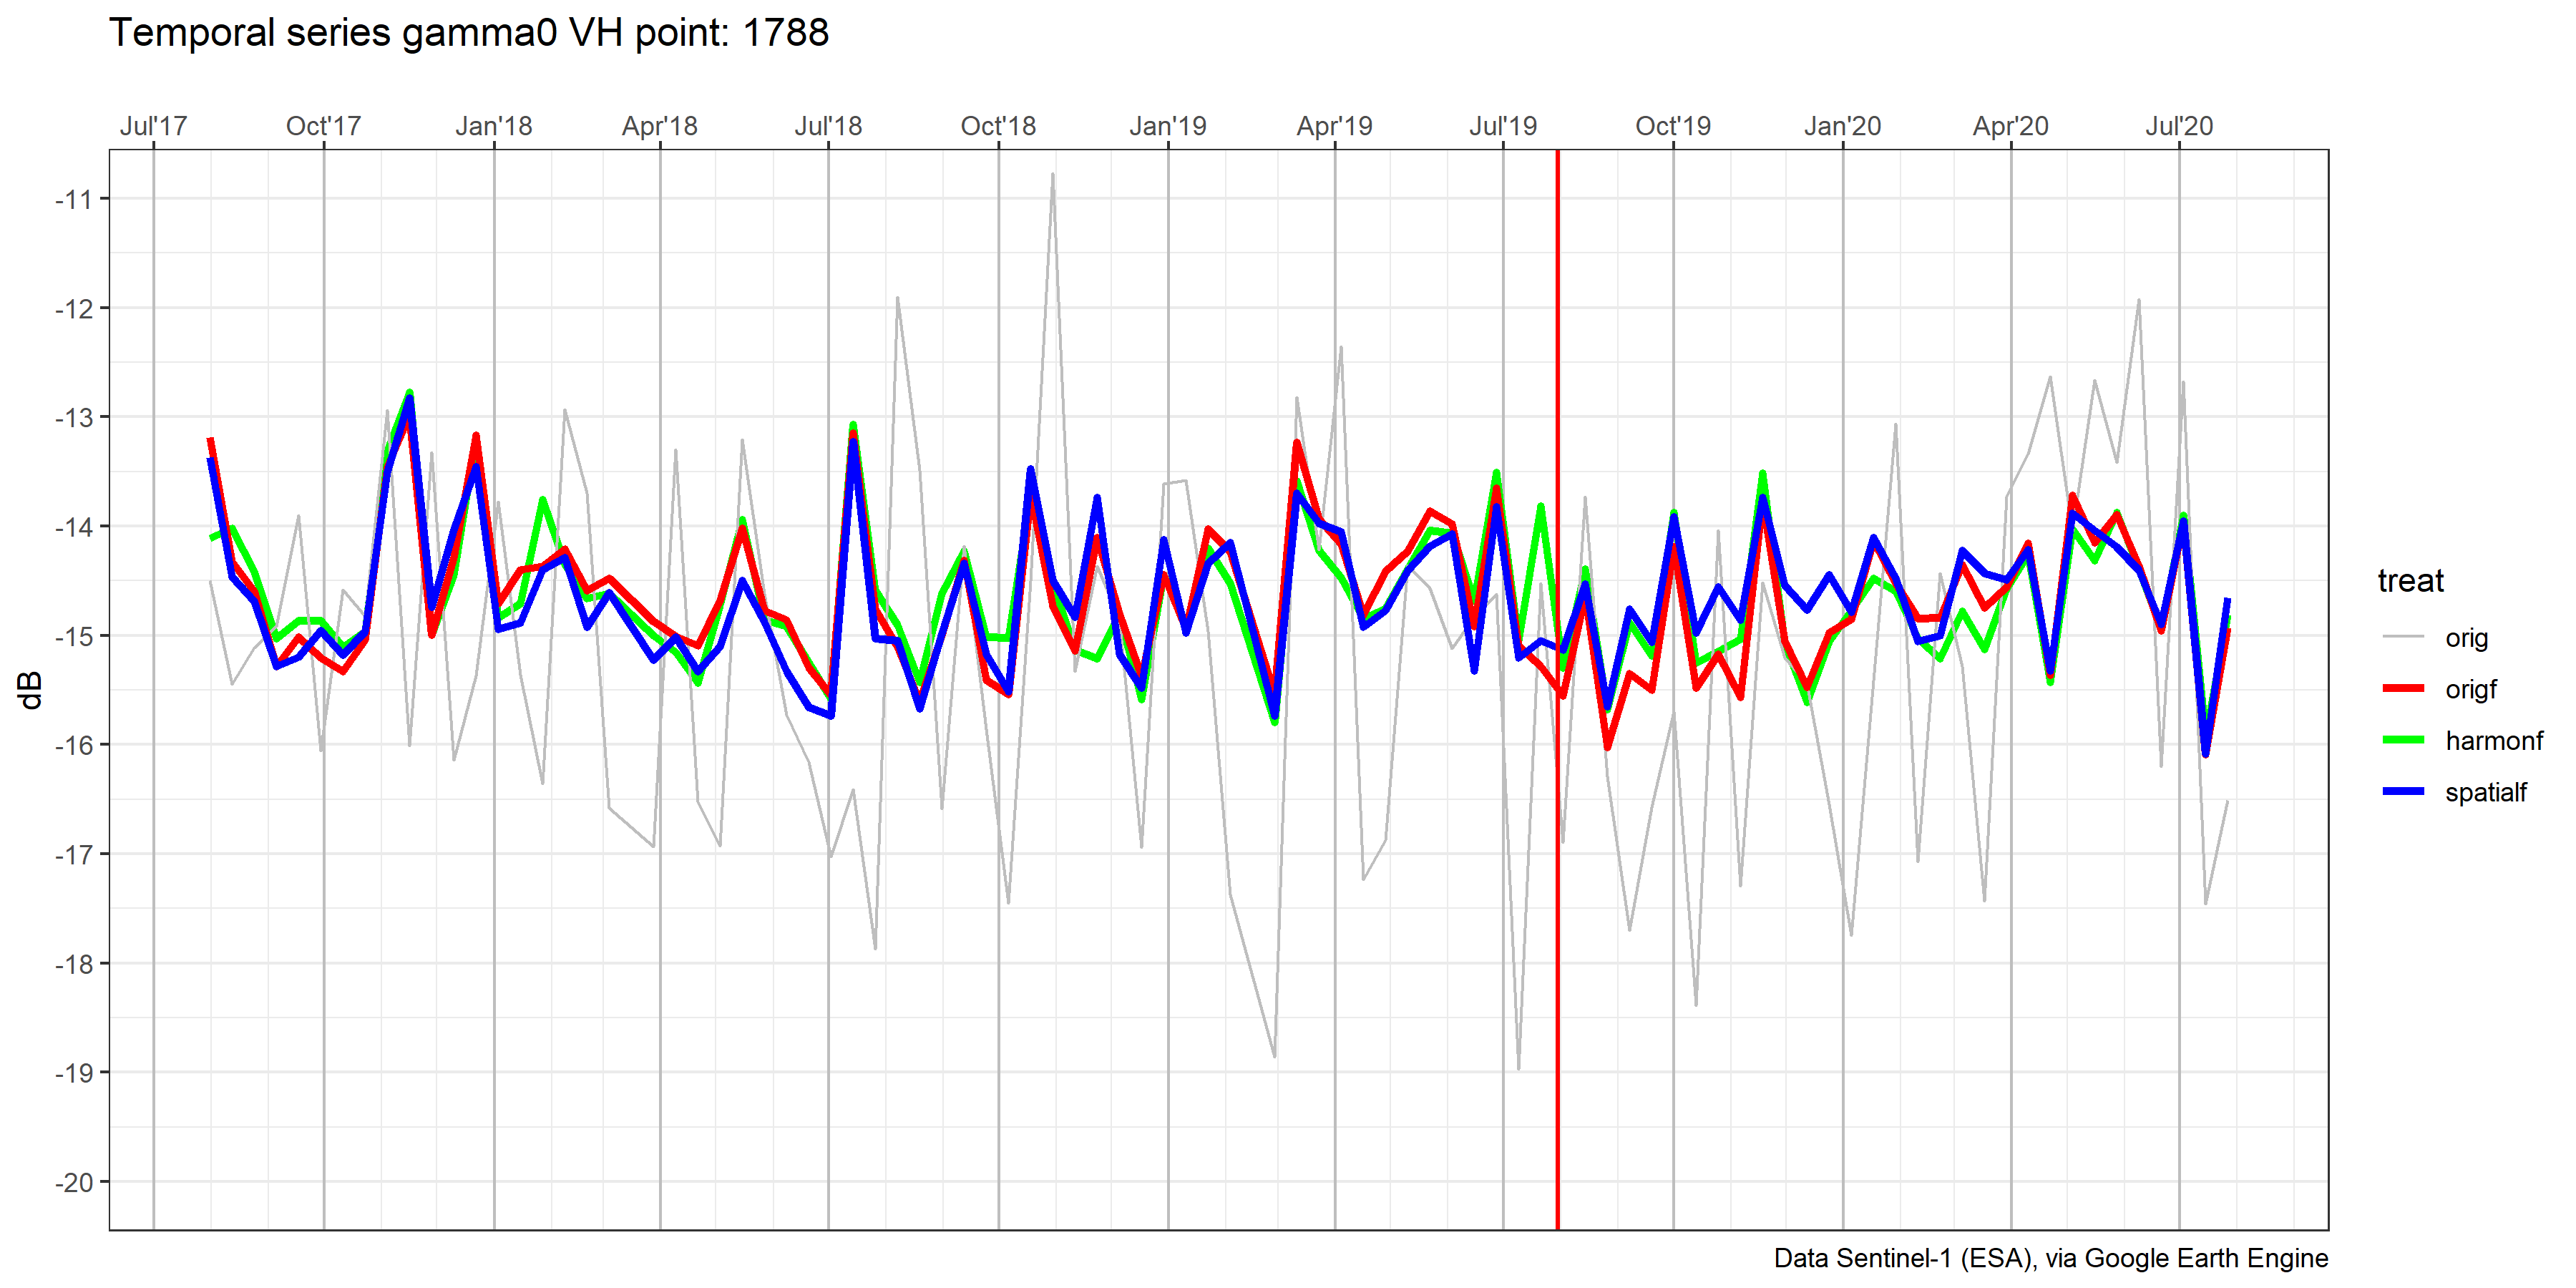 Temporal series gamma0 VH point: 1788
Jul'17 Oct'17 Jan'18 Apr'18 Jul'18 Oct'18 Jan'19 Apr'19 Jul'19 Oct'19 Jan'20 Apr'20 Jul'20
-11
-12
-13
-14
-15
-16
-17
-18
-19
-20
dB
treat
orig
origf
harmonf
spatialf
Data Sentinel-1 (ESA), via Google Earth Engine